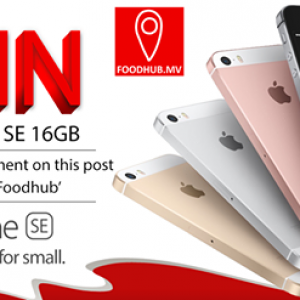 IN
FOODHUB.MV
SE 16GB
ment on this post
Foodhub’
ne SE
for small.